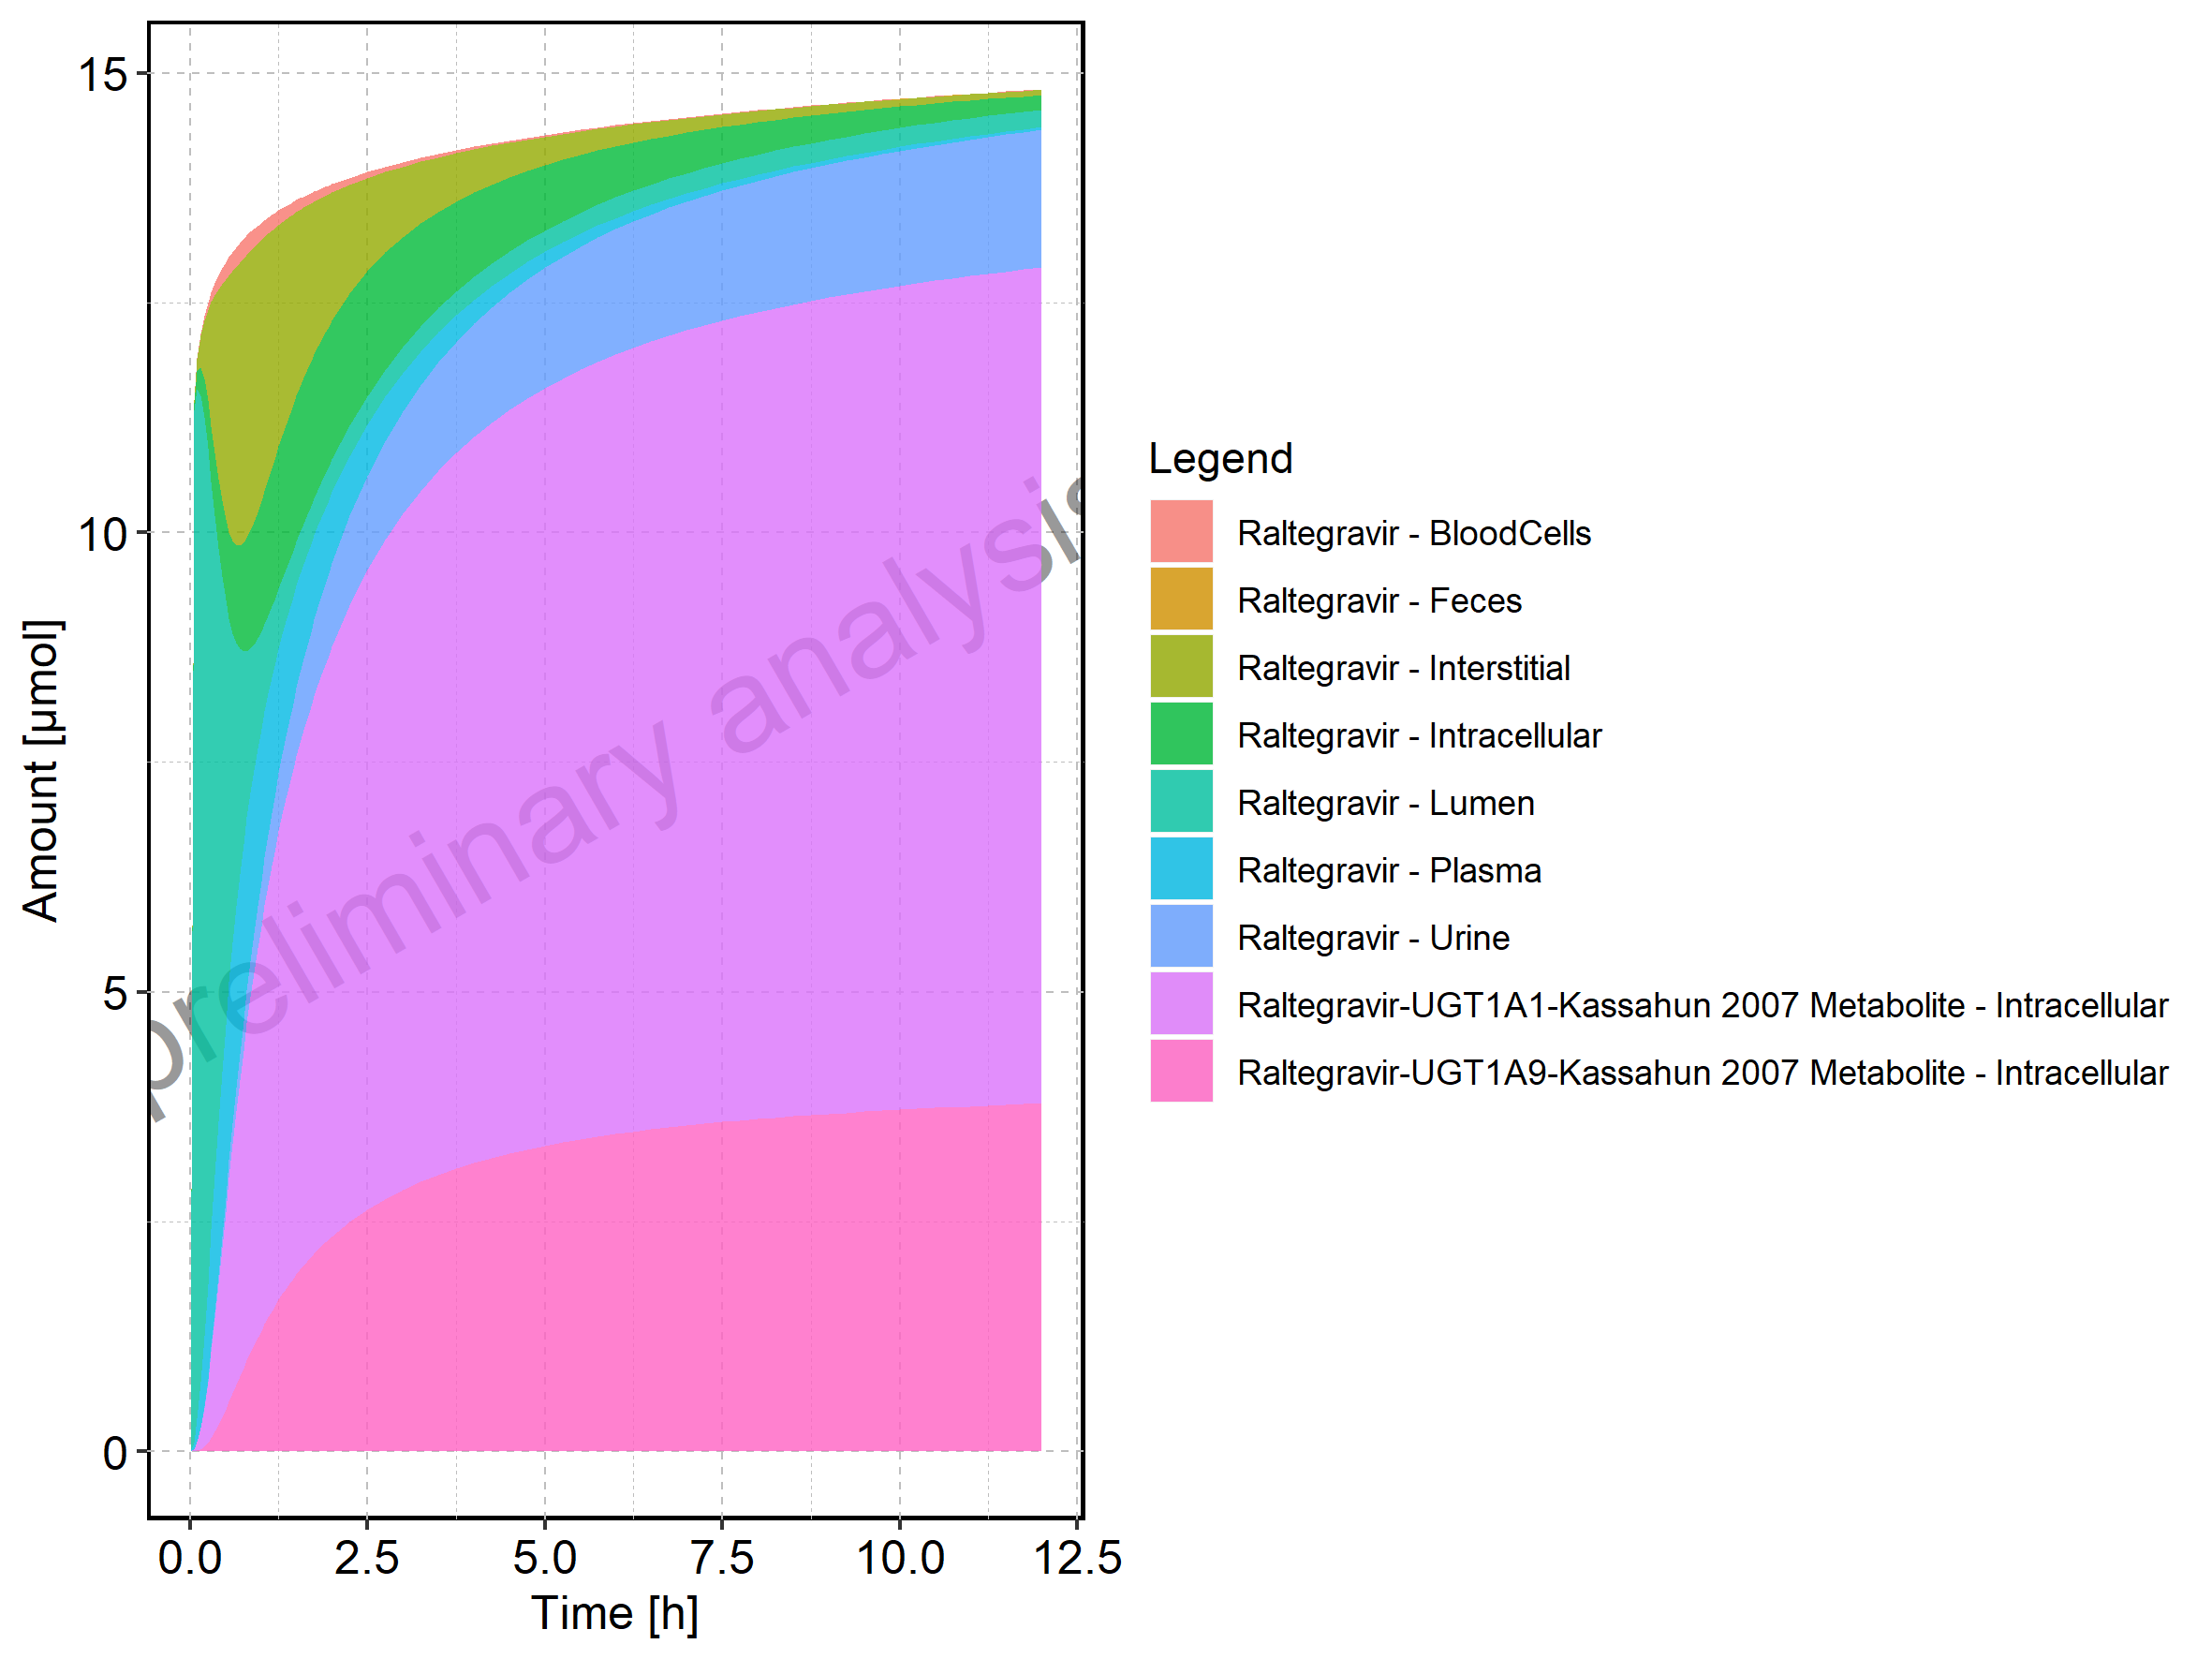 15
10
5
0
Amount [µmol]
preliminary analysis
0.0 2.5 5.0 7.5 10.0 12.5
Time [h]
Legend
Raltegravir - BloodCells
Raltegravir - Feces
Raltegravir - Interstitial
Raltegravir - Intracellular
Raltegravir - Lumen
Raltegravir - Plasma
Raltegravir - Urine
Raltegravir-UGT1A1-Kassahun 2007 Metabolite - Intracellular
Raltegravir-UGT1A9-Kassahun 2007 Metabolite - Intracellular